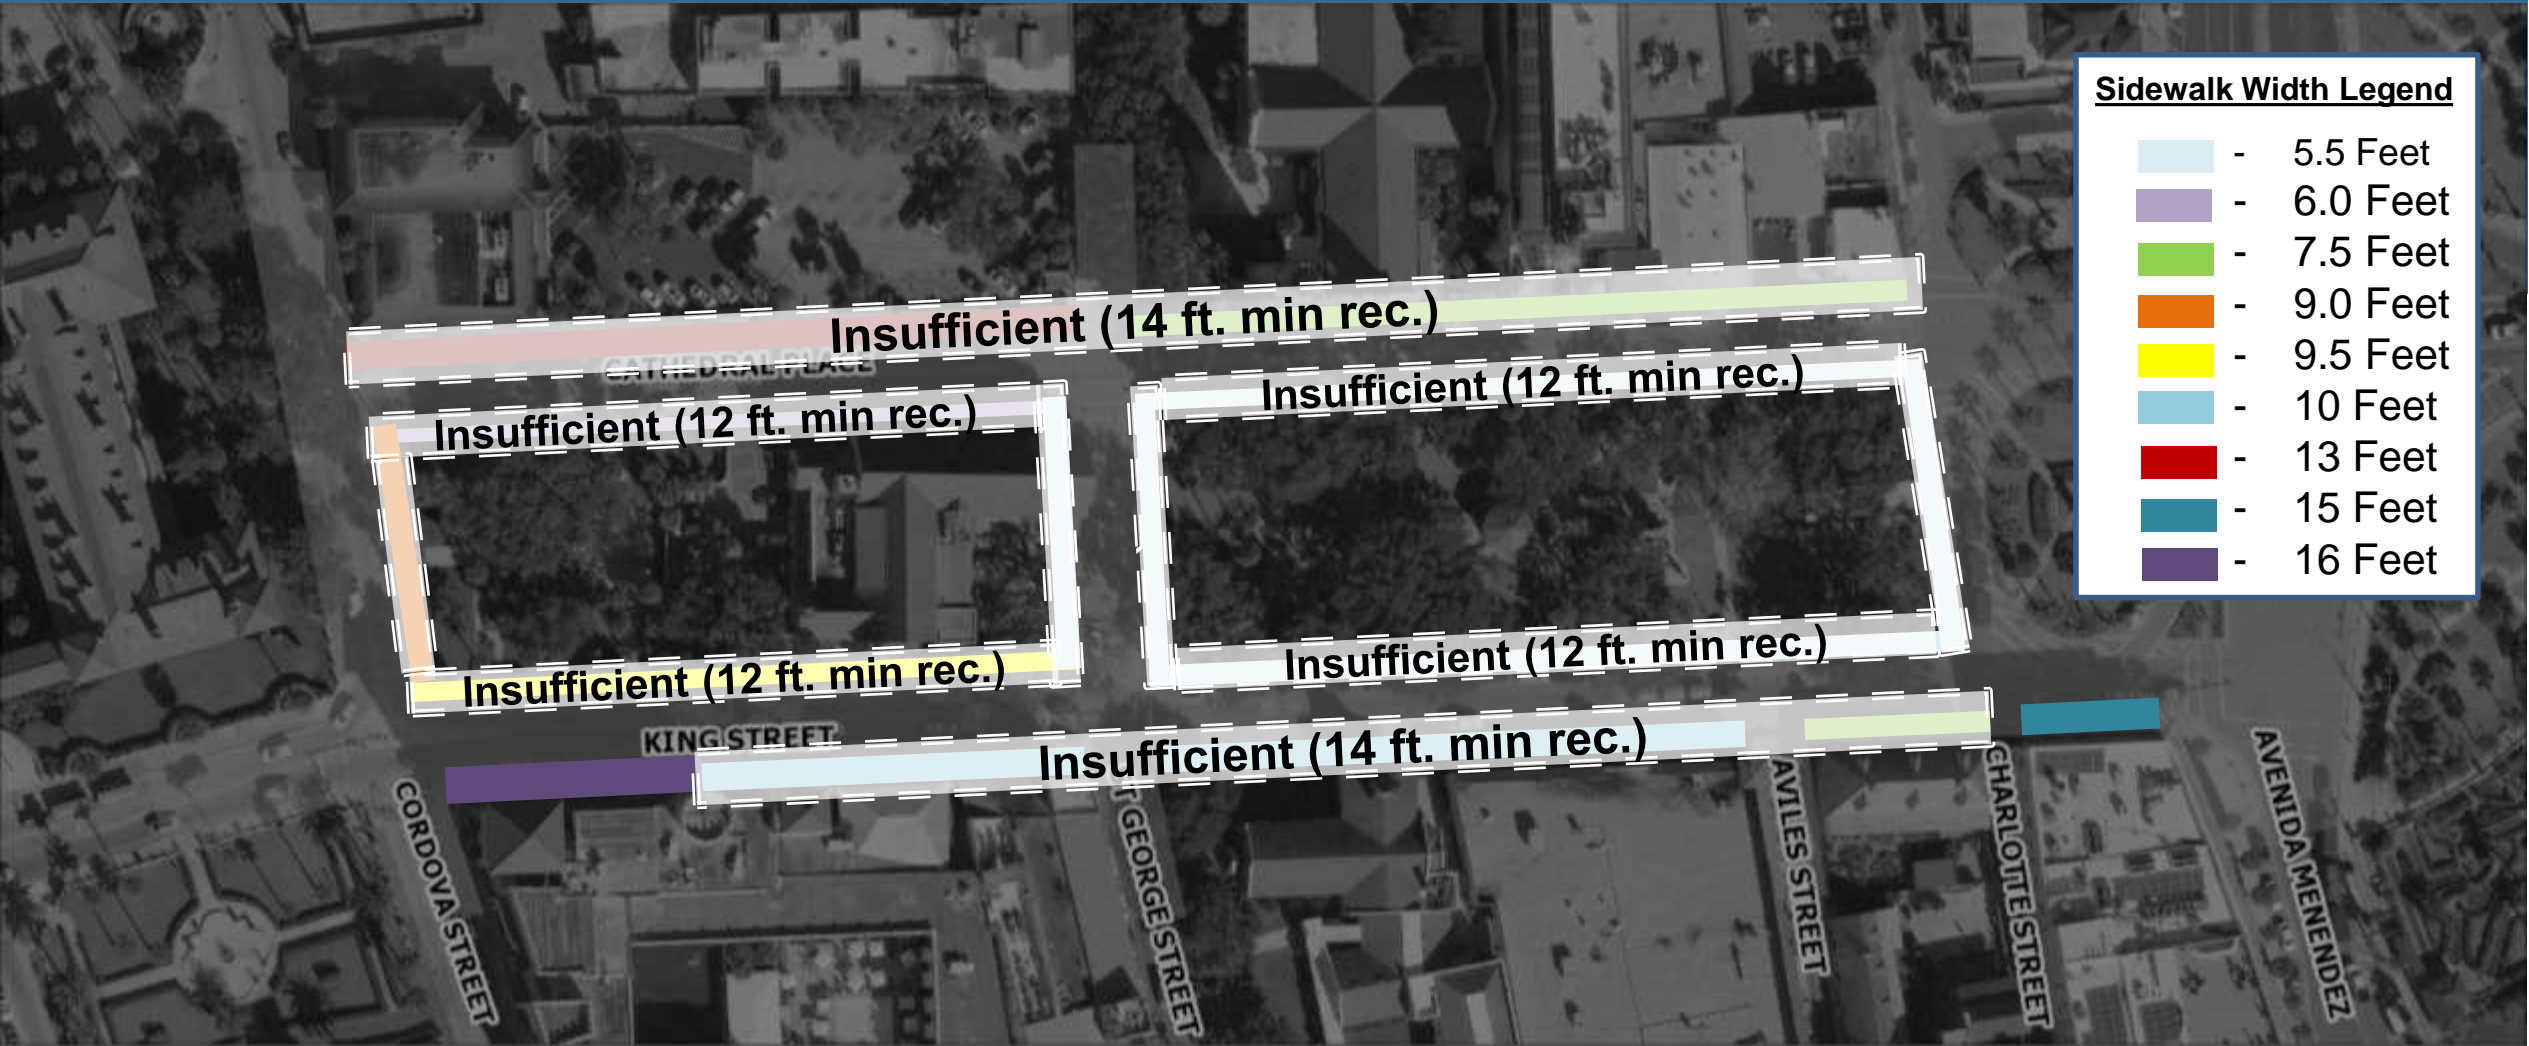 Sidewalk Width Legend
- 5.5 Feet
- 6.0 Feet
- 7.5 Feet
- 9.0 Feet
- 9.5 Feet
- 10 Feet
- 13 Feet
- 15 Feet
- 16 Feet
Insufficient (14 ft. min rec.)
CATHEDRAL PLACE
Insufficient (12 ft. min rec.)
Insufficient (12 ft. min rec.)
Insufficient (12 ft. min rec.)
Insufficient (12 ft. min rec.)
KING STREET
Insufficient (14 ft. min rec.)
CORDOVA STREET
T GEORGE STREET
AVILES STREET
CHARLOTTE STREET
AVENIDA MENENDEZ